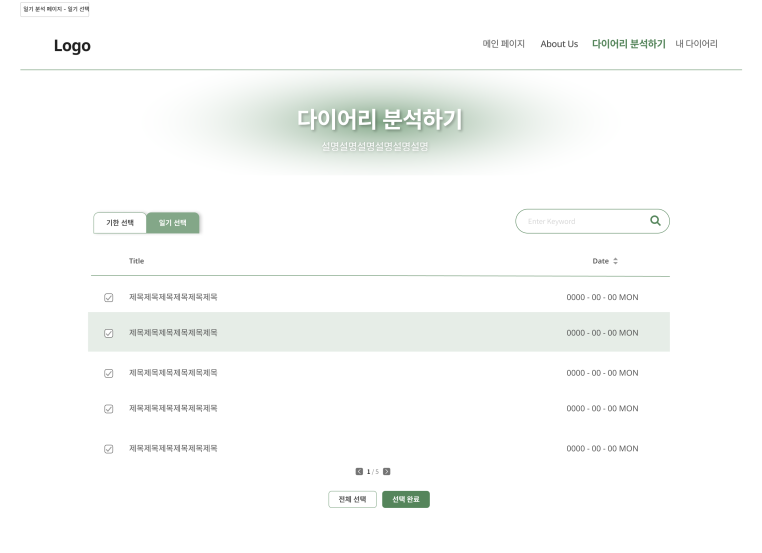 일기 분석 페이지 - 일기 선택
Logo
메인 페이지 About Us 다이어리 분석하기 내 다이어리
다이어리 분석하기
설명설명설명설명설명설명
기한 선택 일기 선택 Enter Keyword
Title Date
제목제목제목제목제목제목 0000 - 00 - 00 MON
제목제목제목제목제목제목 0000 - 00 - 00 MON
제목제목제목제목제목제목 0000 - 00 - 00 MON
제목제목제목제목제목제목 0000 - 00 - 00 MON
제목제목제목제목제목제목 0000 - 00 - 00 MON
1 / 5
전체 선택 선택 완료